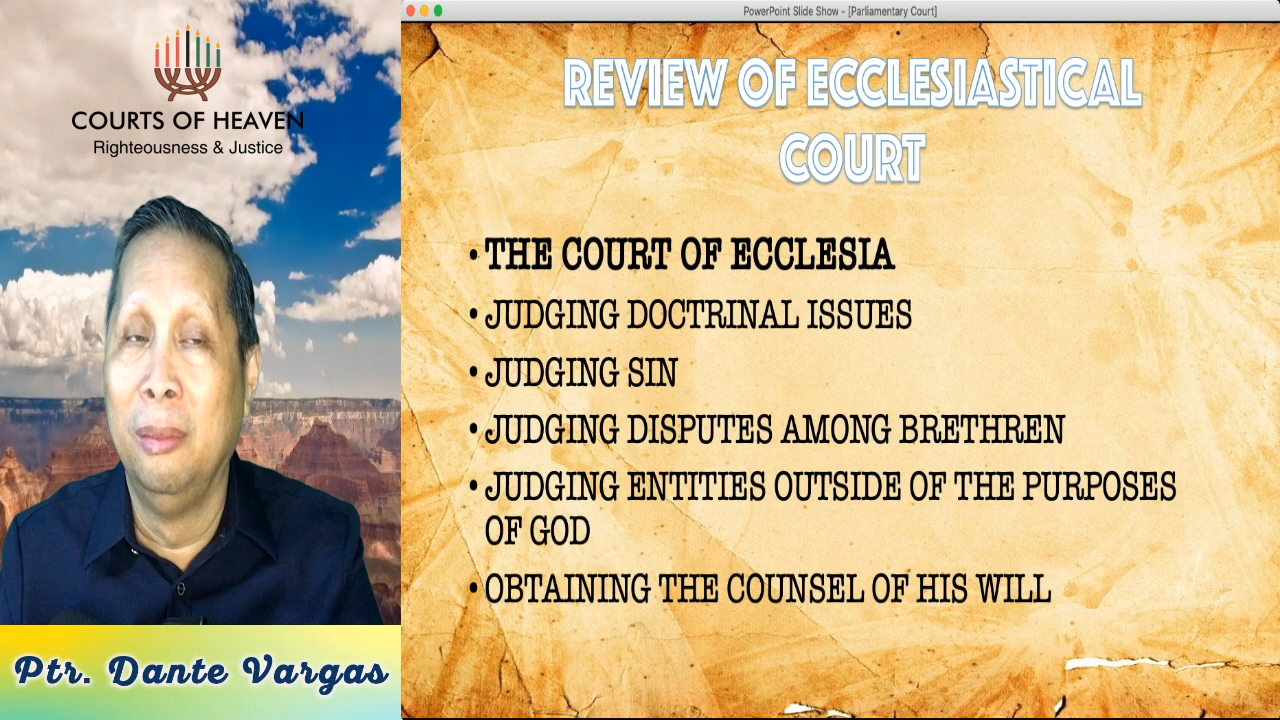 PowerPoint Slide Show - [Parliamentary Court]
COURTS OF HEAVEN
Righteousness & Justice
REVIEW OF ECCLESIASTICAL
COURT
• THE COURT OF ECCLESIA
• JUDGING DOCTRINAL ISSUES
• JUDGING SIN
• JUDGING DISPUTES AMONG BRETHREN
• JUDGING ENTITIES OUTSIDE OF THE PURPOSES
OF GOD
• OBTAINING THE COUNSEL OF HIS WILL
Ptr. Dante Vargas